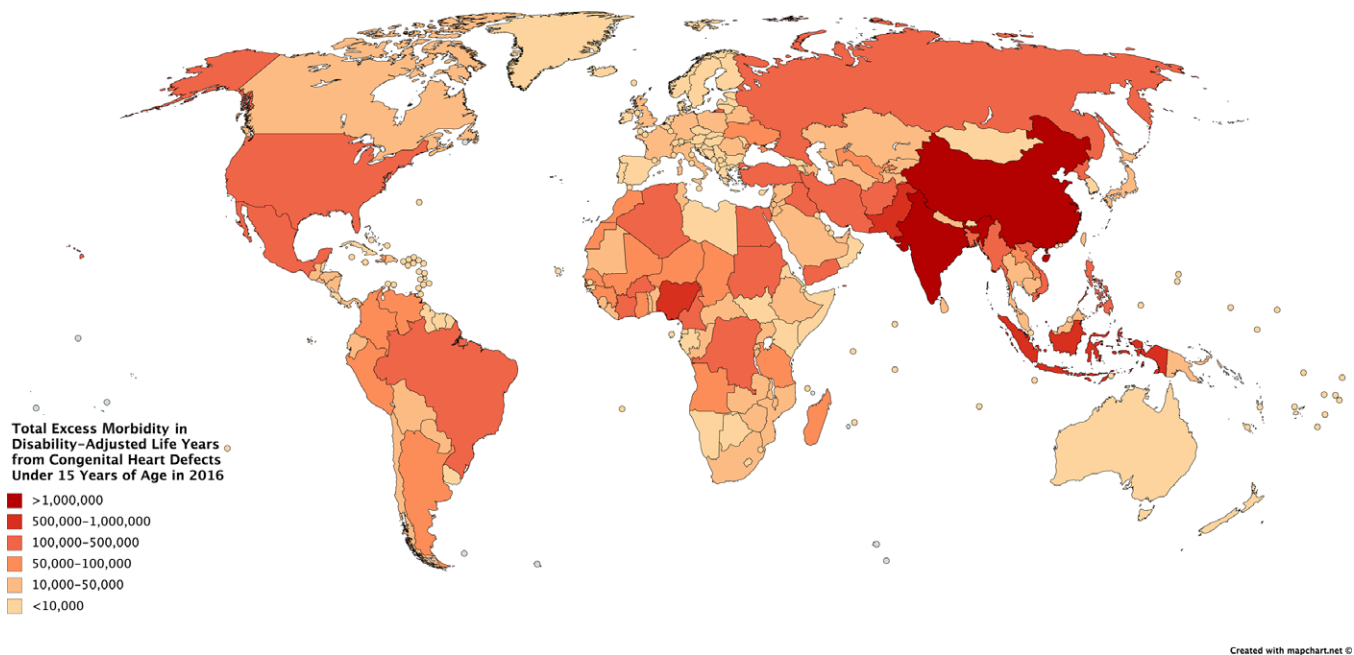 Total Excess Morbidity in
Disability-Adjusted Life Years
from Congenital Heart Defects
Under 15 Years of Age in 2016
>1,000,000
500,000-1,000,000
100,000-500,000
50,000-100,000
10,000-50,000
<10,000
Created with mapchart.net ©